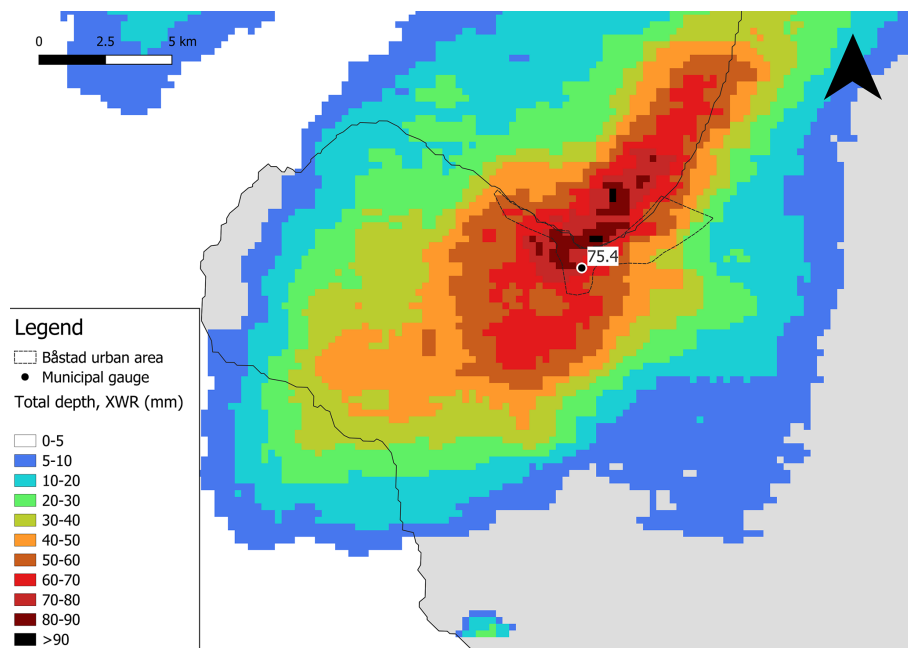 0 2.5 5 km
75.4
Legend
Båstad urban area
Municipal gauge
Total depth, XWR (mm)
0-5
5-10
10-20
20-30
30-40
40-50
50-60
60-70
70-80
80-90
>90